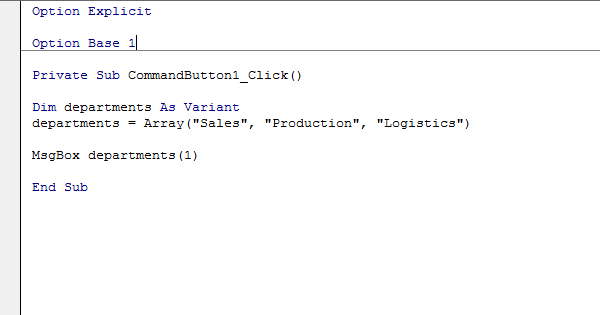 Option Explicit
Option Base 1
Private Sub CommandButton1_Click()
Dim departments As Variant
departments = Array("Sales", "Production", "Logistics")
MsgBox departments(1)
End Sub